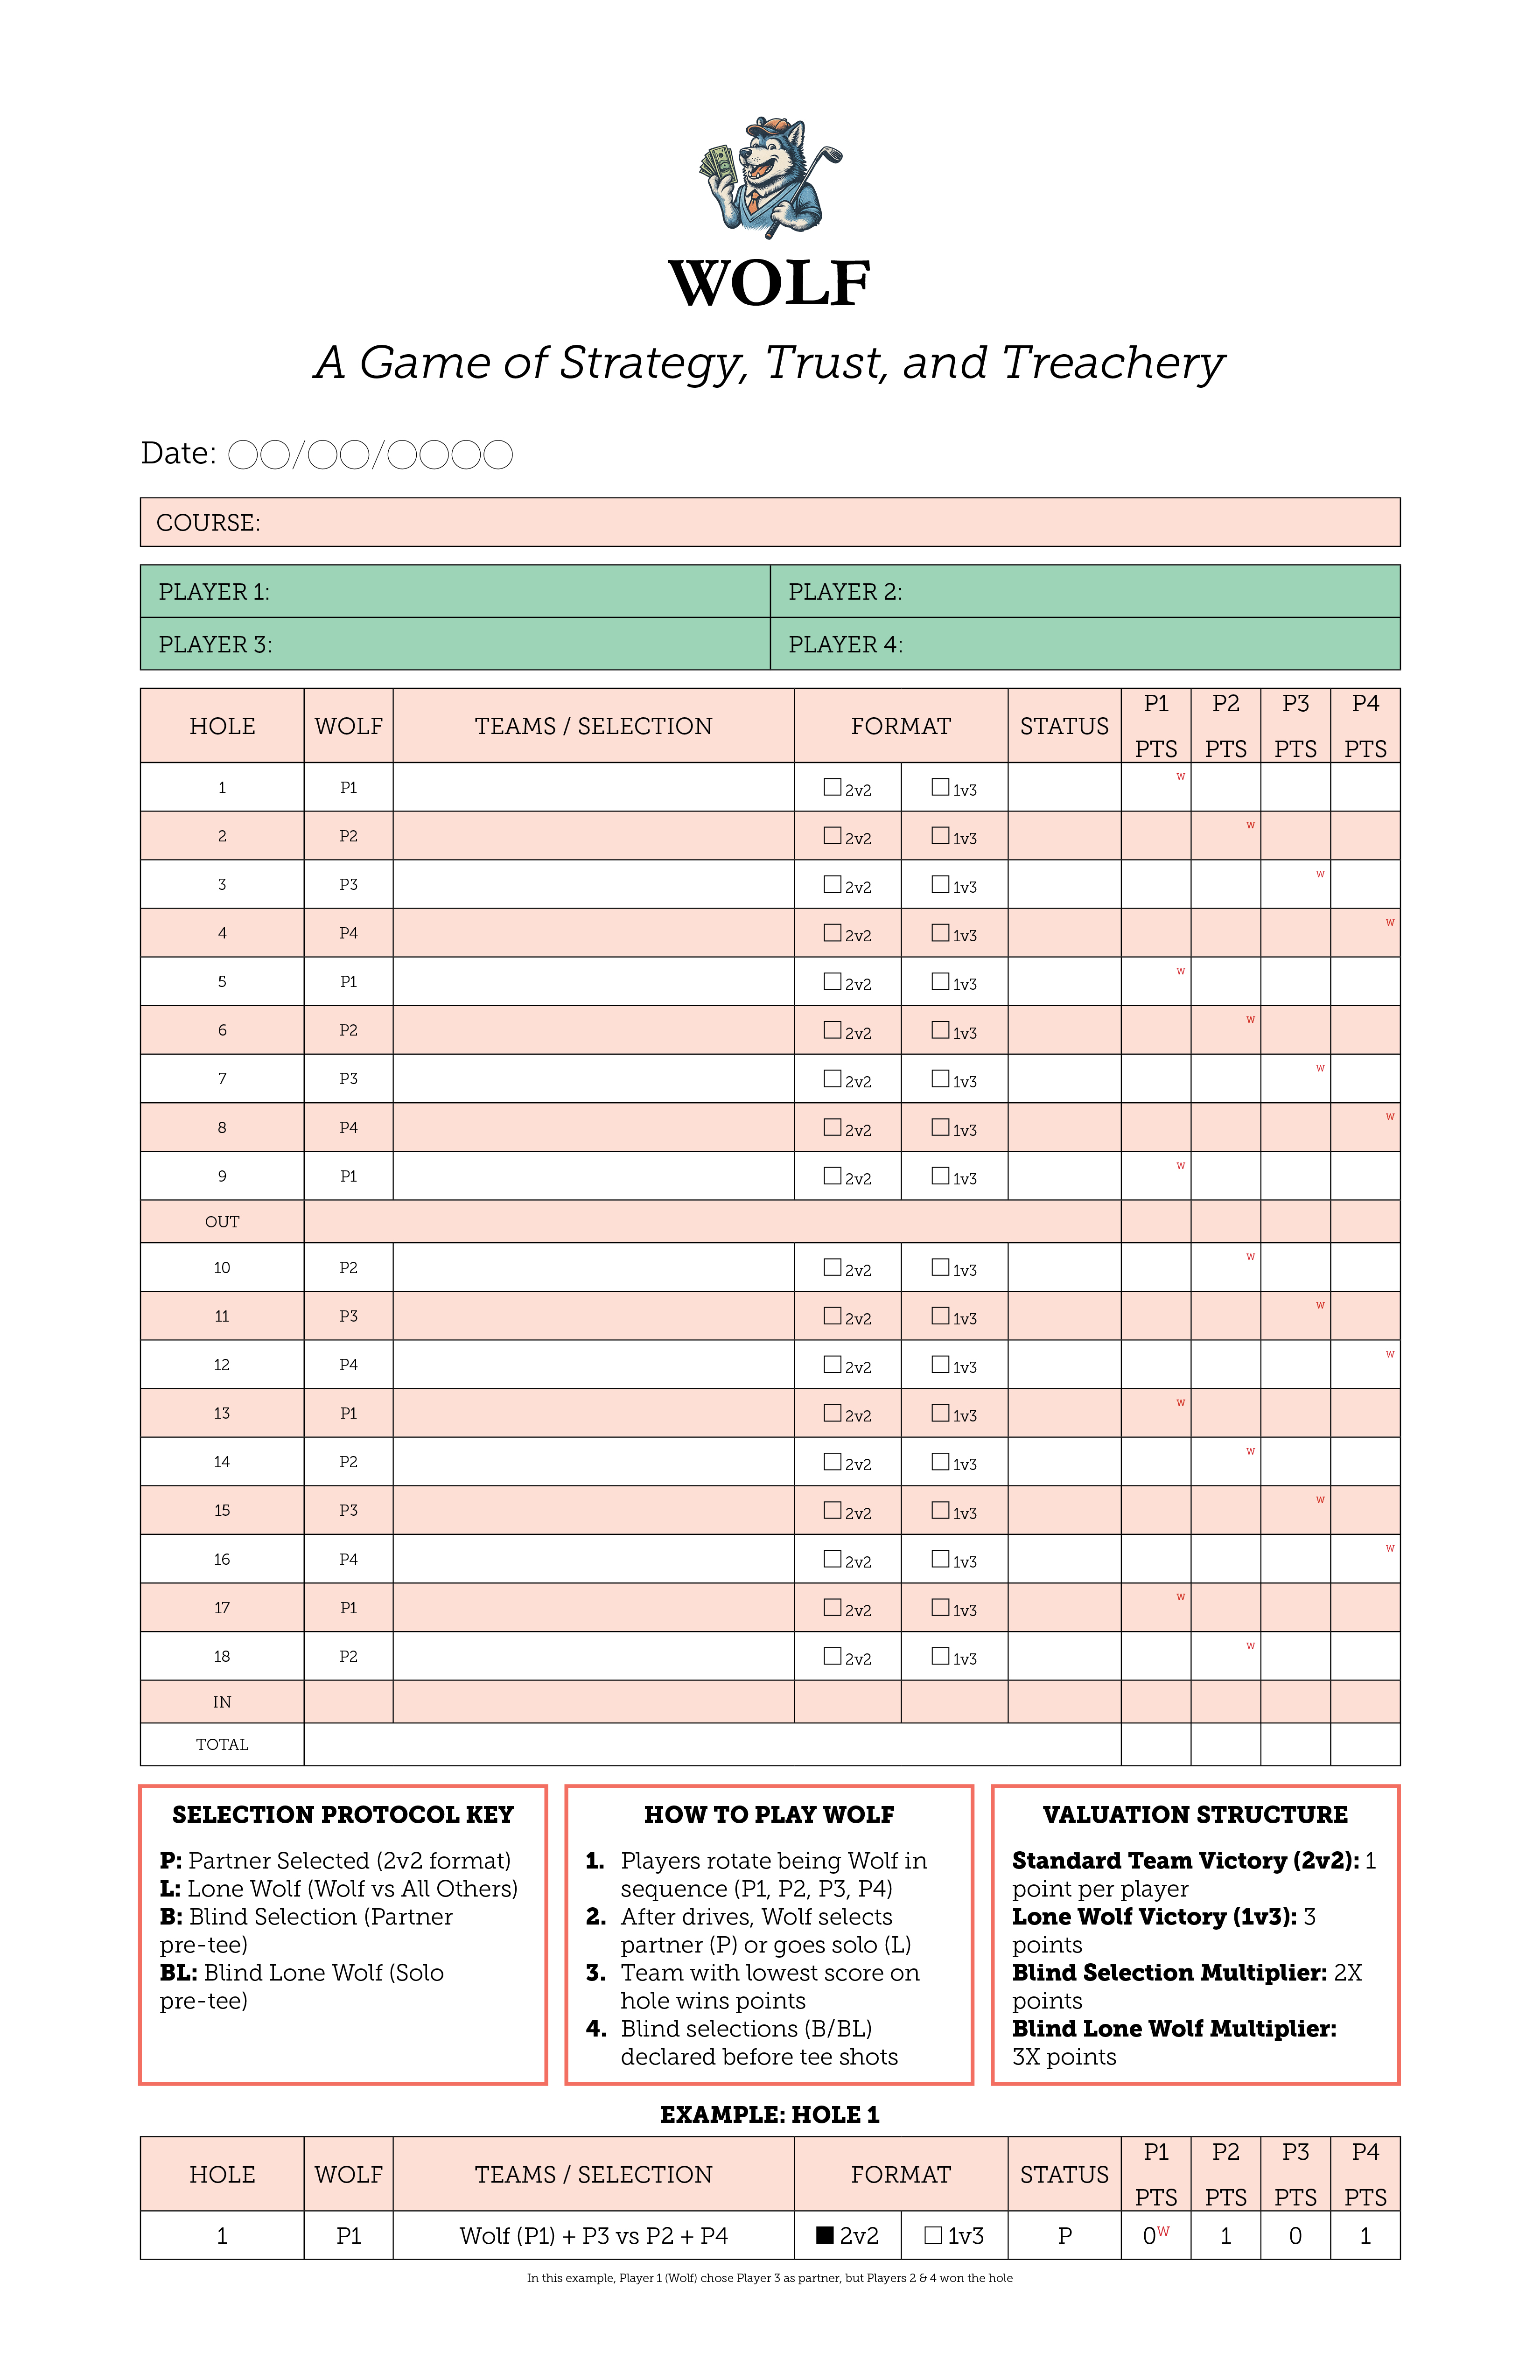 WOLF
A Game of Strategy, Trust, and Treachery
Date: ○○/○○/○○○○
COURSE:
PLAYER 1: PLAYER 2:
PLAYER 3: PLAYER 4:
HOLE WOLF TEAMS / SELECTION FORMAT STATUS P1 PTS P2 PTS P3 PTS P4 PTS
1 P1 ☐ 2v2 ☐ 1v3 W
2 P2 ☐ 2v2 ☐ 1v3 W
3 P3 ☐ 2v2 ☐ 1v3 W
4 P4 ☐ 2v2 ☐ 1v3 W
5 P1 ☐ 2v2 ☐ 1v3 W
6 P2 ☐ 2v2 ☐ 1v3 W
7 P3 ☐ 2v2 ☐ 1v3 W
8 P4 ☐ 2v2 ☐ 1v3 W
9 P1 ☐ 2v2 ☐ 1v3 W
OUT
10 P2 ☐ 2v2 ☐ 1v3 W
11 P3 ☐ 2v2 ☐ 1v3 W
12 P4 ☐ 2v2 ☐ 1v3 W
13 P1 ☐ 2v2 ☐ 1v3 W
14 P2 ☐ 2v2 ☐ 1v3 W
15 P3 ☐ 2v2 ☐ 1v3 W
16 P4 ☐ 2v2 ☐ 1v3 W
17 P1 ☐ 2v2 ☐ 1v3 W
18 P2 ☐ 2v2 ☐ 1v3 W
IN
TOTAL
SELECTION PROTOCOL KEY
P: Partner Selected (2v2 format)
L: Lone Wolf (Wolf vs All Others)
B: Blind Selection (Partner
pre-tee)
BL: Blind Lone Wolf (Solo
pre-tee)
HOW TO PLAY WOLF
1. Players rotate being Wolf in
sequence (P1, P2, P3, P4)
2. After drives, Wolf selects
partner (P) or goes solo (L)
3. Team with lowest score on
hole wins points
4. Blind selections (B/BL)
declared before tee shots
VALUATION STRUCTURE
Standard Team Victory (2v2): 1
point per player
Lone Wolf Victory (1v3): 3
points
Blind Selection Multiplier: 2X
points
Blind Lone Wolf Multiplier:
3X points
EXAMPLE: HOLE 1
HOLE WOLF TEAMS / SELECTION FORMAT STATUS P1 PTS P2 PTS P3 PTS P4 PTS
1 P1 Wolf (P1) + P3 vs P2 + P4 ■ 2v2 ☐ 1v3 P 0W 1 0 1
In this example, Player 1 (Wolf) chose Player 3 as partner, but Players 2 & 4 won the hole